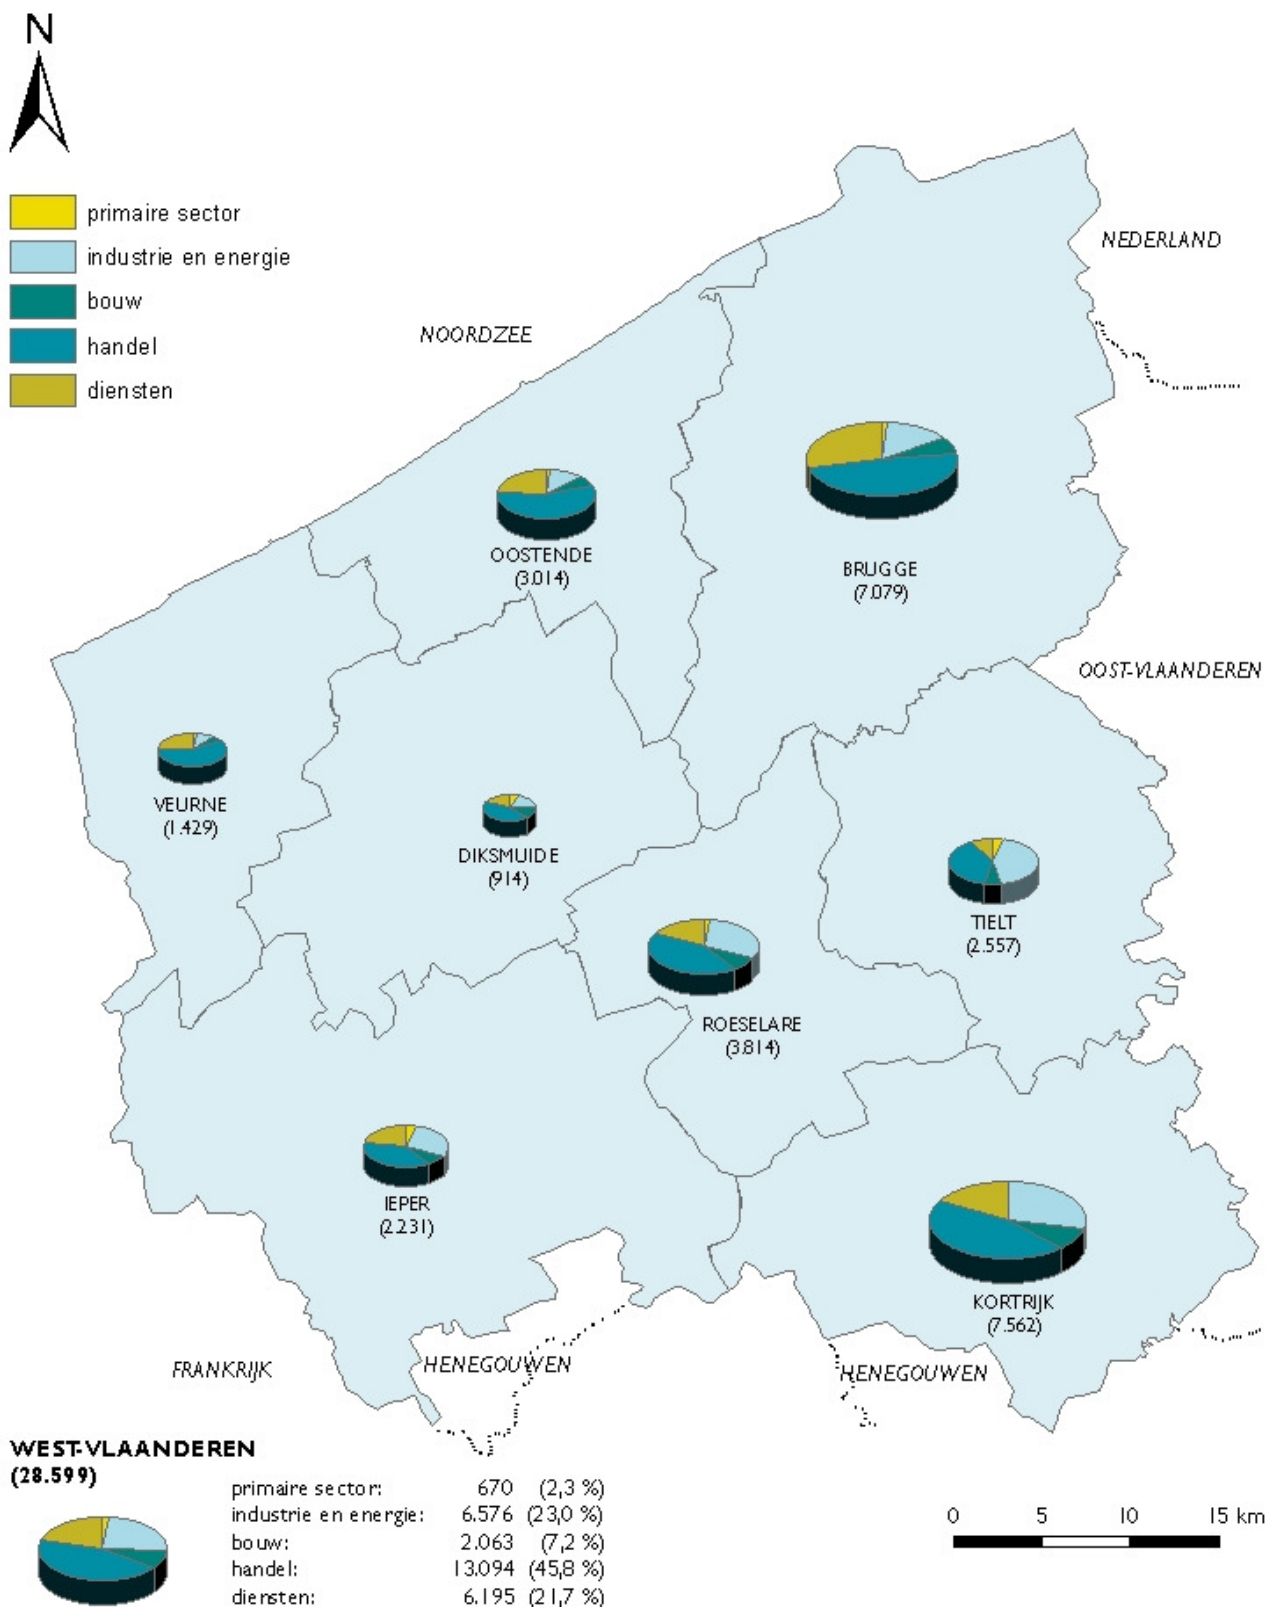 N
primaire sector
industrie en energie
bouw
handel
diensten
NEDERLAND
NOORDZEE
OOSTENDE
(3.014)
BRUGGE
(7.079)
OOST-VLAANDEREN
VEURNE
(1.429)
DIKSMUIDE
(914)
TIELT
(2.557)
ROESELARE
(3.814)
IEPER
(2.231)
KORTRIJK
(7.562)
FRANKRIJK
HENEGOUWEN
HENEGOUWEN
WEST-VLAANDEREN
(28.599)
primaire sector: 670 (2,3 %)
industrie en energie: 6.576 (23,0 %)
bouw: 2.063 (7,2 %)
handel: 13.094 (45,8 %)
diensten: 6.195 (21,7 %)
0 5 10 15 km